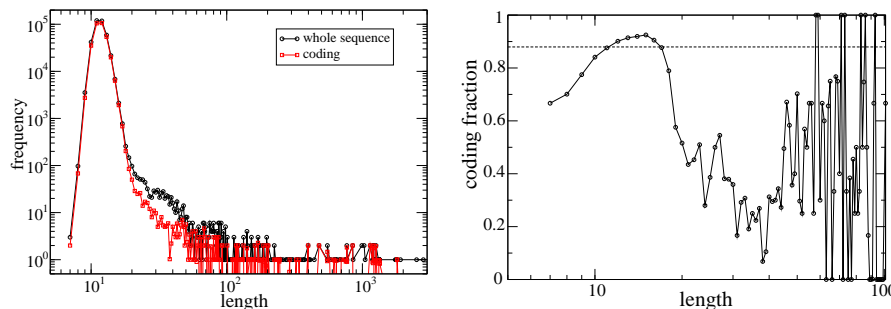 10^5
10^4
10^3
10^2
10^1
10^0
frequency
whole sequence
coding
10^1
10^2
10^3
length
1
0.8
0.6
0.4
0.2
0
coding fraction
10
100
length